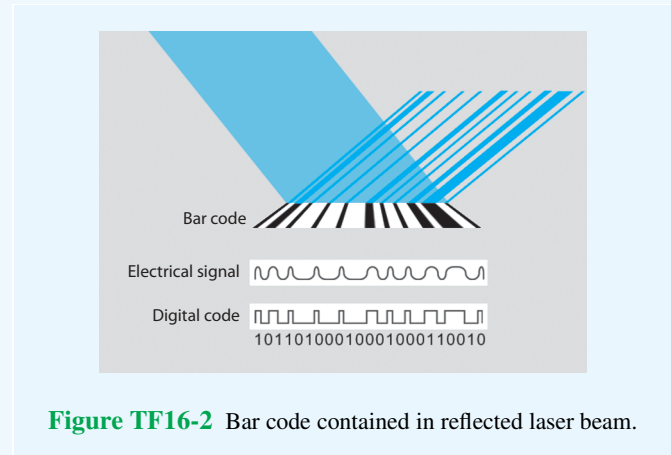 Bar code
Electrical signal
Digital code
10110100010001000110010
Figure TF16-2 Bar code contained in reflected laser beam.